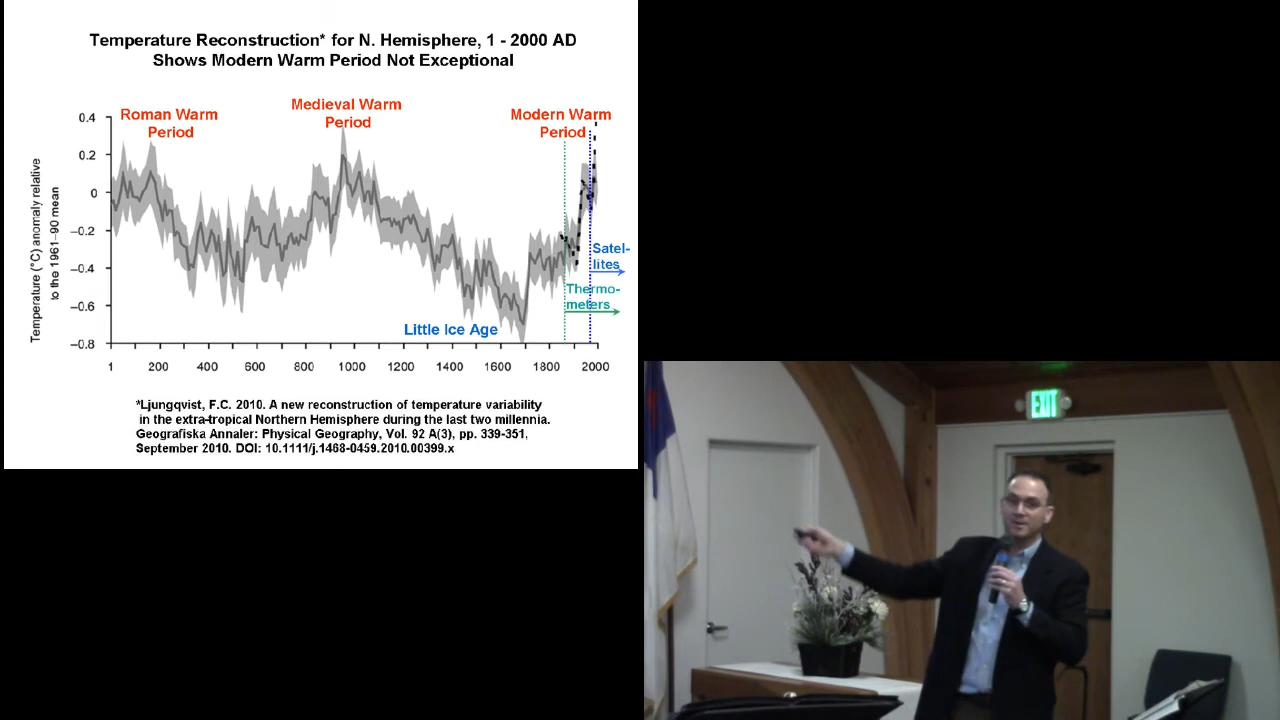 Temperature Reconstruction* for N. Hemisphere, 1 - 2000 AD
Shows Modern Warm Period Not Exceptional
Roman Warm
Period
Medieval Warm
Period
Modern Warm
Period
Temperature (°C) anomaly relative
to the 1961–90 mean
0.4
0.2
0
–0.2
–0.4
–0.6
–0.8
Satel-
lites
Thermo-
meters
Little Ice Age
1 200 400 600 800 1000 1200 1400 1600 1800 2000
*Ljungqvist, F.C. 2010. A new reconstruction of temperature variability
in the extra-tropical Northern Hemisphere during the last two millennia.
Geografiska Annaler: Physical Geography, Vol. 92 A(3), pp. 339-351,
September 2010. DOI: 10.1111/j.1468-0459.2010.00399.x
EXIT